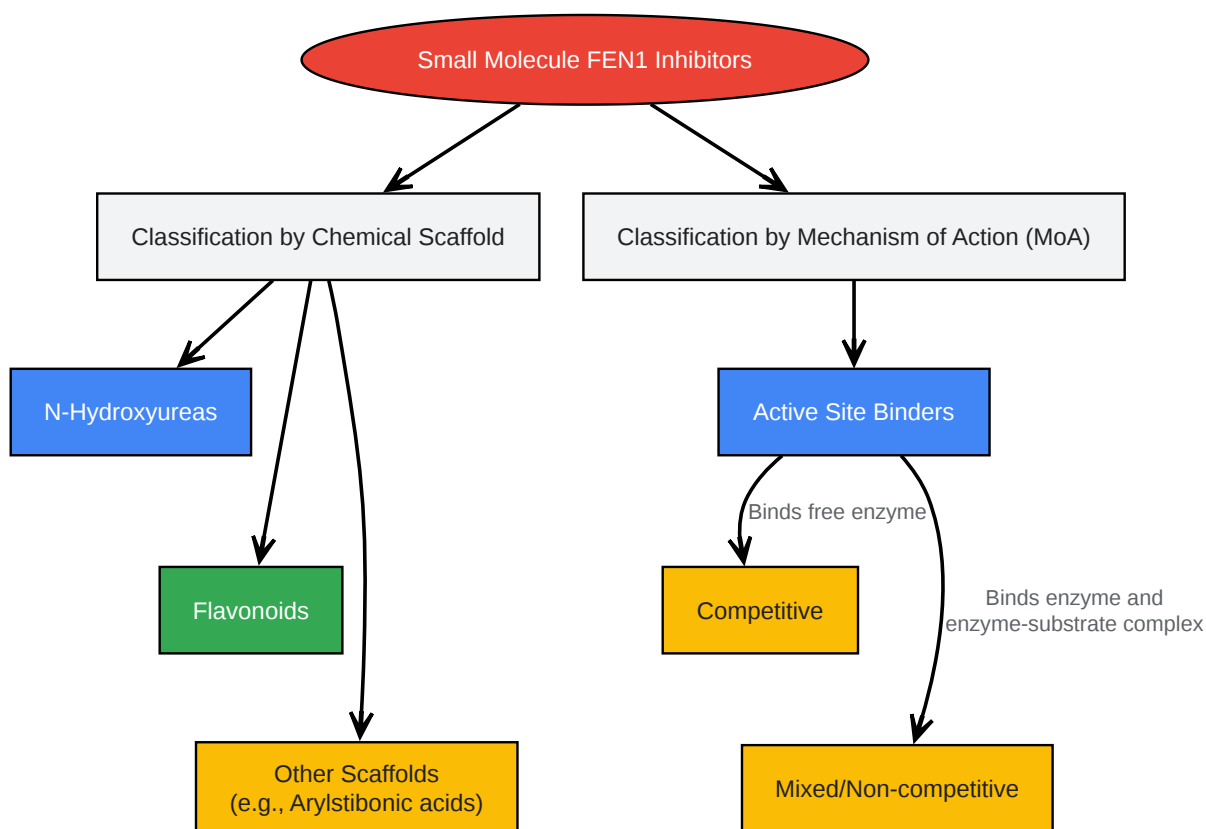 Small Molecule FEN1 Inhibitors
Classification by Chemical Scaffold
Classification by Mechanism of Action (MoA)
N-Hydroxyureas
Active Site Binders
Binds free enzyme
Flavonoids
Competitive
Binds enzyme and
enzyme-substrate complex
Other Scaffolds
(e.g., Arylstibonic acids)
Mixed/Non-competitive